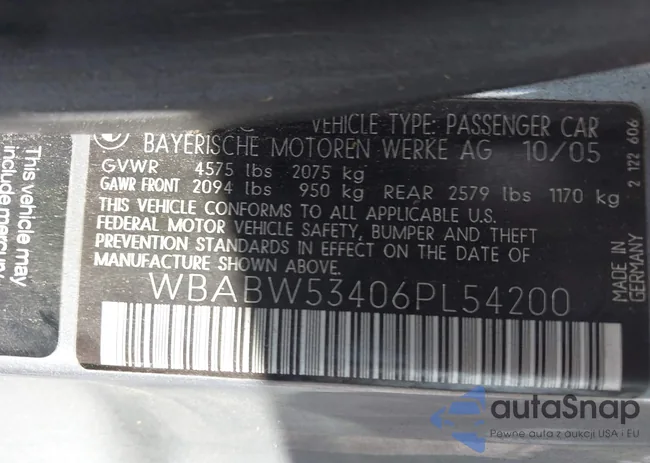 VEHICLE TYPE: PASSENGER CAR
BAYERISCHE MOTOREN WERKE AG 10/05
GVWR 4575 lbs 2075 kg
GAWR FRONT 2094 lbs 950 kg REAR 2579 lbs 1170 kg
THIS VEHICLE CONFORMS TO ALL APPLICABLE U.S.
FEDERAL MOTOR VEHICLE SAFETY, BUMPER AND THEFT
PREVENTION STANDARDS IN EFFECT ON THE DATE OF
MANUFACTURE SHOWN ABOVE.
WBABW53406PL54200
MADE IN GERMANY
2 122 606
This vehicle may
include mercury
autaSnap
Pewne auta z aukcji USA i EU